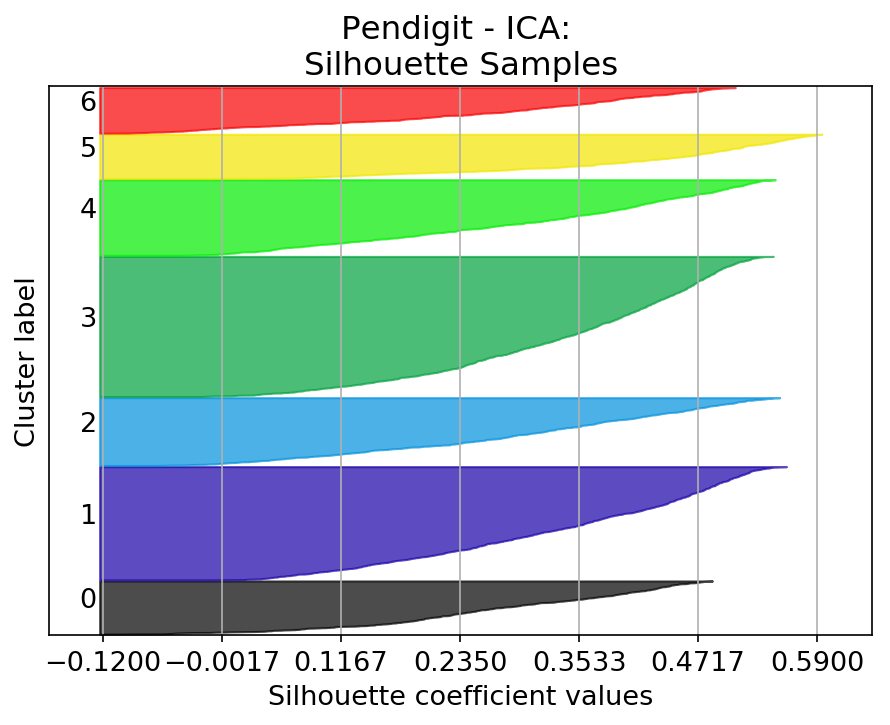 Pendigit - ICA:
Silhouette Samples
6
5
4
3
2
1
0
Cluster label
−0.1200 −0.0017 0.1167 0.2350 0.3533 0.4717 0.5900
Silhouette coefficient values